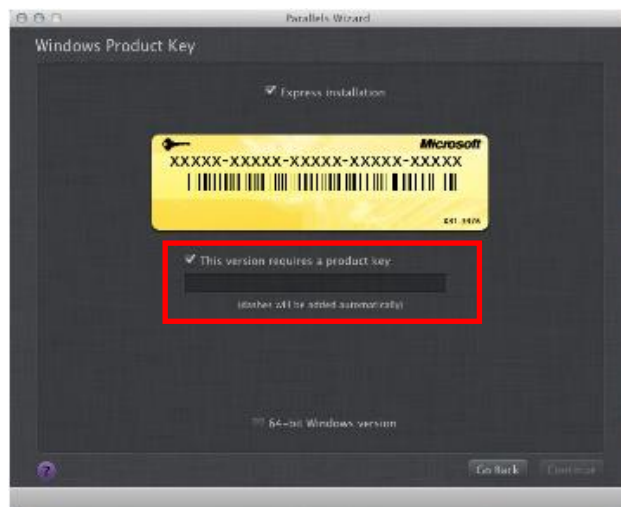 Parallels Wizard
Windows Product Key
Express installation
Microsoft
XXXXX-XXXXX-XXXXX-XXXXX-XXXXX
This version requires a product key
(dashes will be added automatically)
64-bit Windows version
?
Go Back
Continue